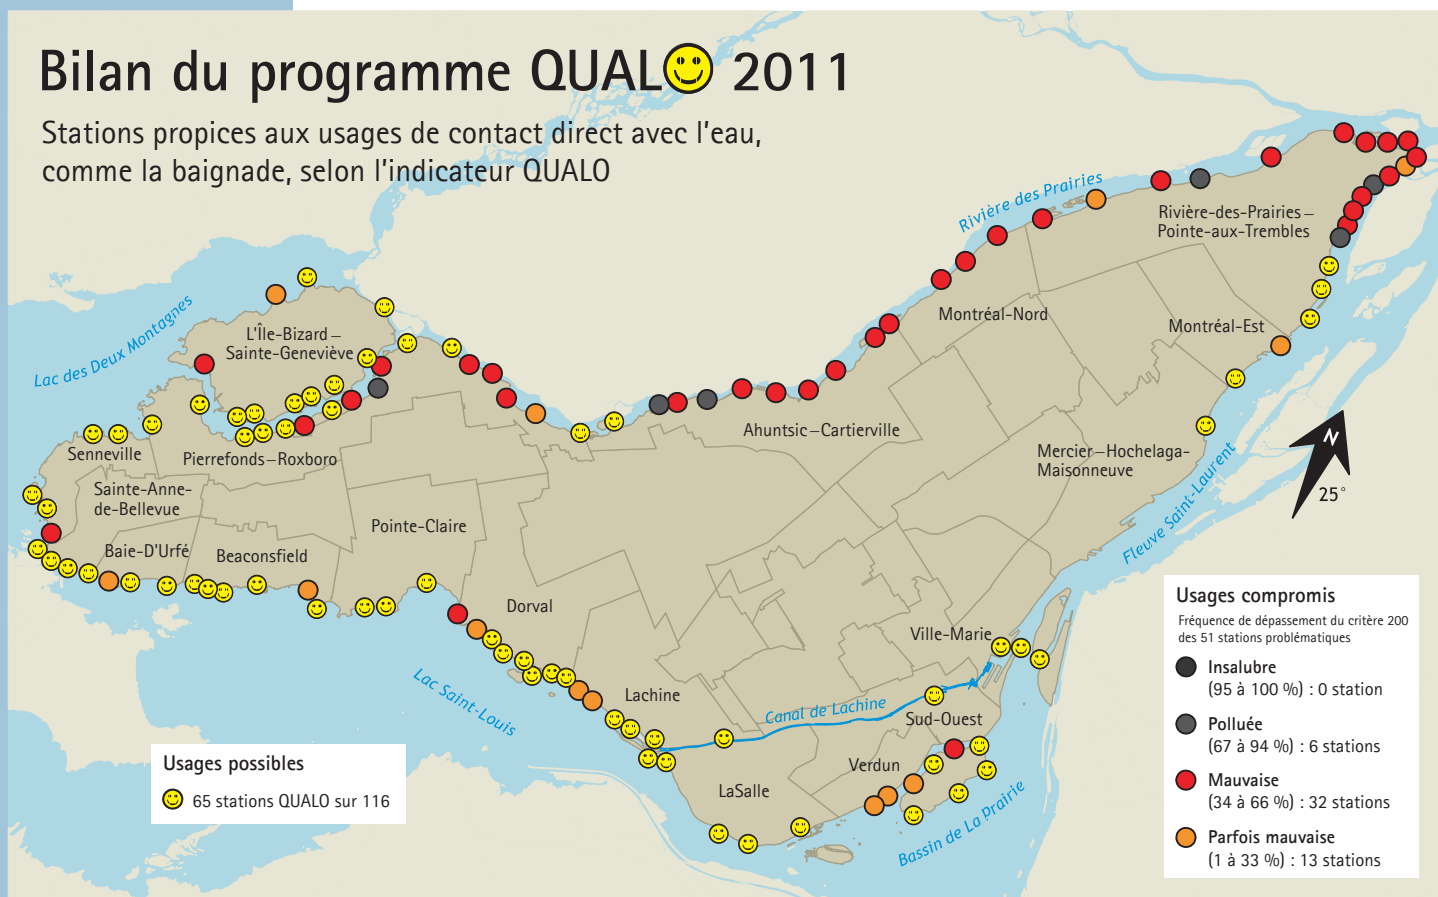 Bilan du programme QUALO 2011
Stations propices aux usages de contact direct avec l'eau,
comme la baignade, selon l'indicateur QUALO
Rivière des Prairies
Rivière-des-Prairies –
Pointe-aux-Trembles
Lac des Deux Montagnes
L'Île-Bizard –
Sainte-Geneviève
Montréal-Nord
Montréal-Est
Ahuntsic – Cartierville
Mercier – Hochelaga-
Maisonneuve
Senneville
Pierrefonds – Roxboro
Sainte-Anne-
de-Bellevue
Pointe-Claire
Baie-D'Urfé
Beaconsfield
Dorval
Fleuve Saint-Laurent
N
25°
Ville-Marie
Lac Saint-Louis
Lachine
Canal de Lachine
Sud-Ouest
Verdun
LaSalle
Bassin de La Prairie
Usages possibles
65 stations QUALO sur 116
Usages compromis
Fréquence de dépassement du critère 200
des 51 stations problématiques
Insalubre
(95 à 100 %) : 0 station
Polluée
(67 à 94 %) : 6 stations
Mauvaise
(34 à 66 %) : 32 stations
Parfois mauvaise
(1 à 33 %) : 13 stations